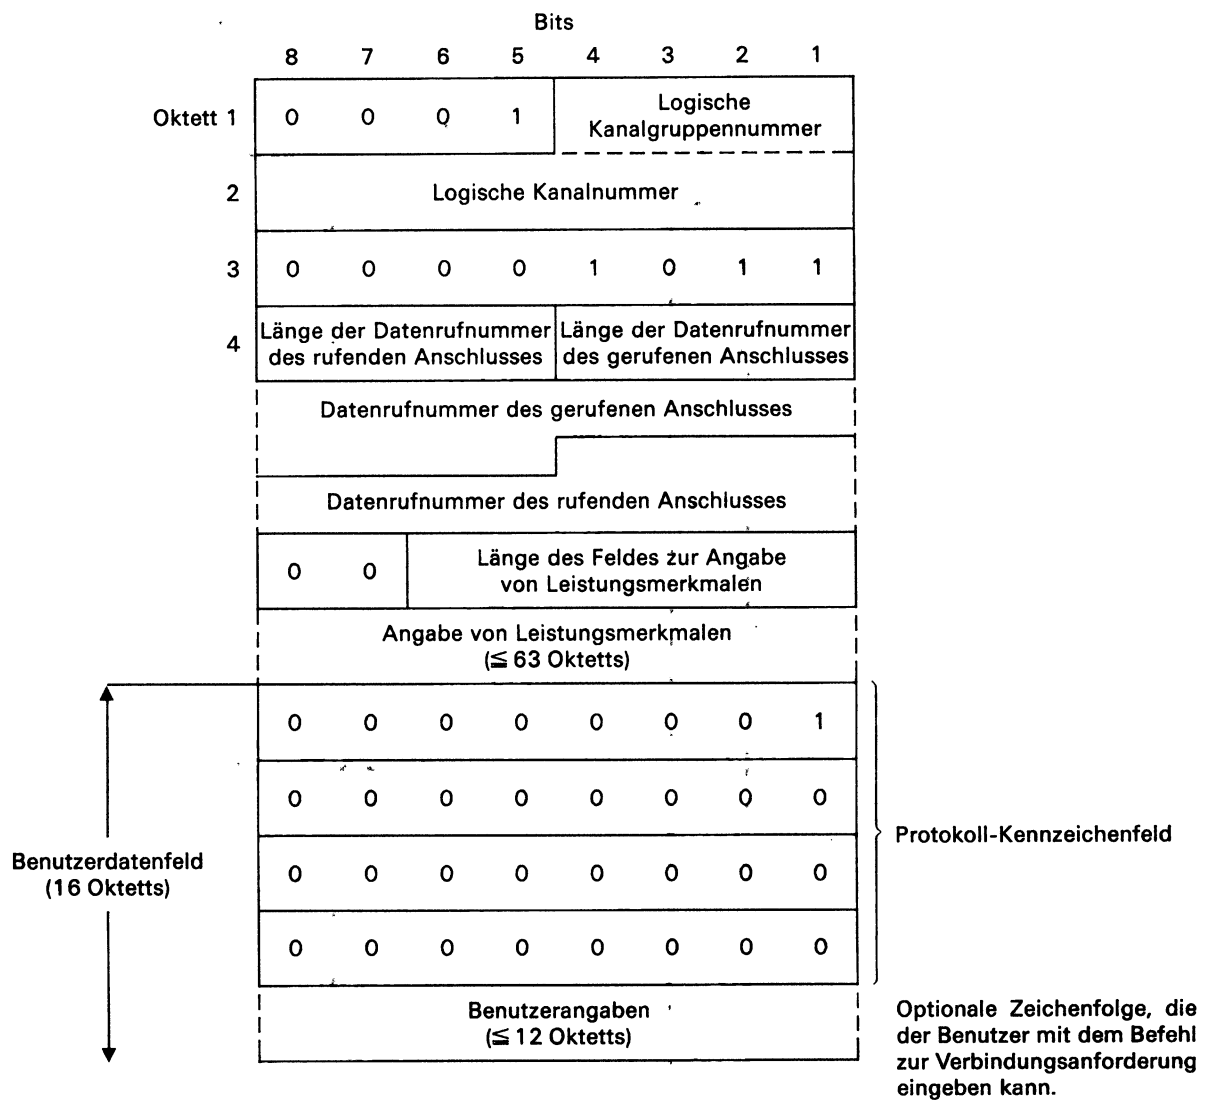 Bits
8 7 6 5 4 3 2 1
Oktett 1 0 0 0 1 Logische
Kanalgruppennummer
2 Logische Kanalnummer
3 0 0 0 0 1 0 1 1
4 Länge der Datenrufnummer
des rufenden Anschlusses
Länge der Datenrufnummer
des gerufenen Anschlusses
Datenrufnummer des gerufenen Anschlusses
Datenrufnummer des rufenden Anschlusses
0 0 Länge des Feldes zur Angabe
von Leistungsmerkmalen
Angabe von Leistungsmerkmalen
(≦ 63 Oktetts)
0 0 0 0 0 0 0 1
0 0 0 0 0 0 0 0
0 0 0 0 0 0 0 0
0 0 0 0 0 0 0 0
Benutzerdatenfeld
(16 Oktetts)
Protokoll-Kennzeichenfeld
Benutzerangaben
(≦ 12 Oktetts)
Optionale Zeichenfolge, die
der Benutzer mit dem Befehl
zur Verbindungsanforderung
eingeben kann.